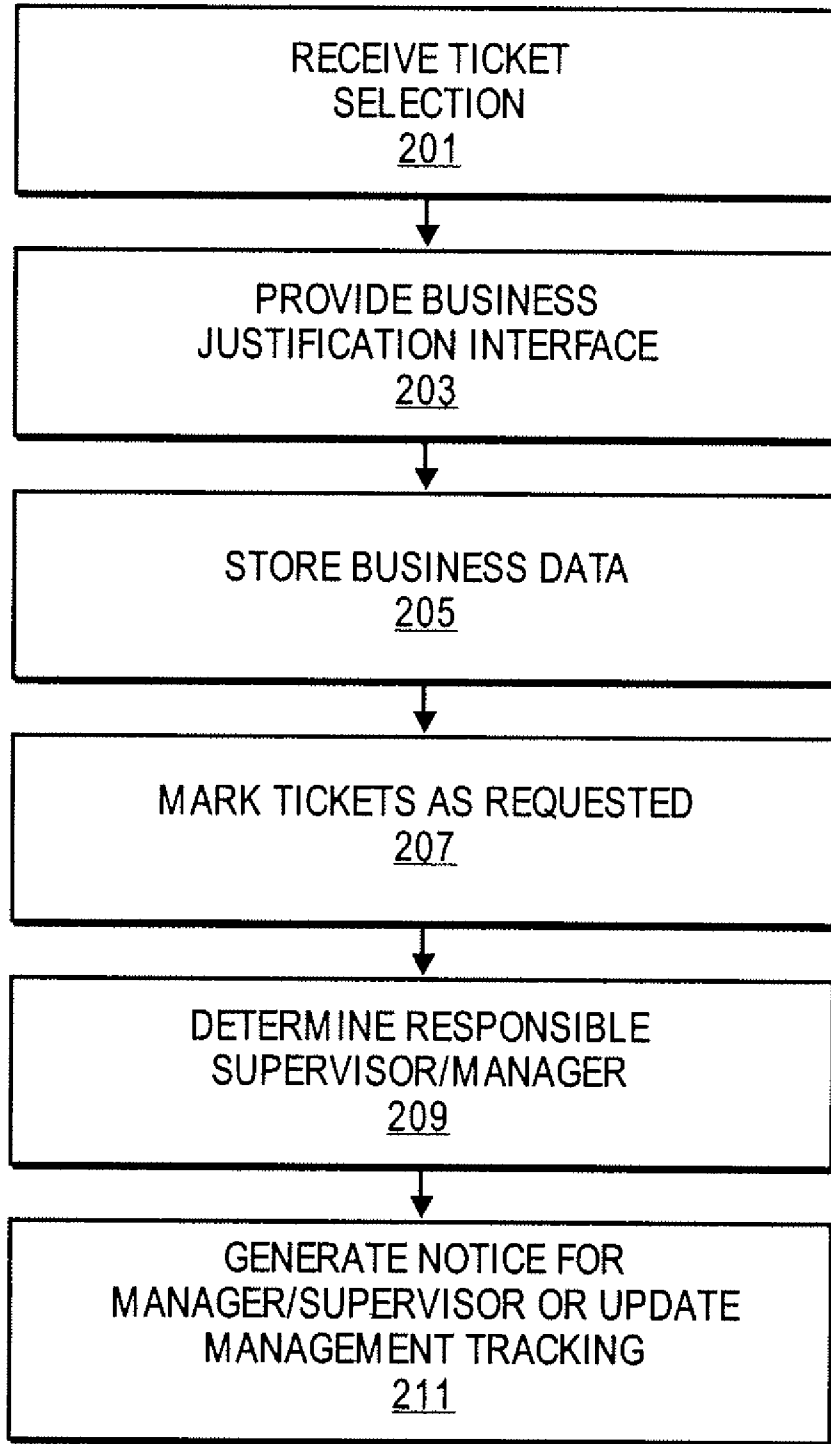 RECEIVE TICKET
SELECTION
201
PROVIDE BUSINESS
JUSTIFICATION INTERFACE
203
STORE BUSINESS DATA
205
MARK TICKETS AS REQUESTED
207
DETERMINE RESPONSIBLE
SUPERVISOR/MANAGER
209
GENERATE NOTICE FOR
MANAGER/SUPERVISOR OR UPDATE
MANAGEMENT TRACKING
211